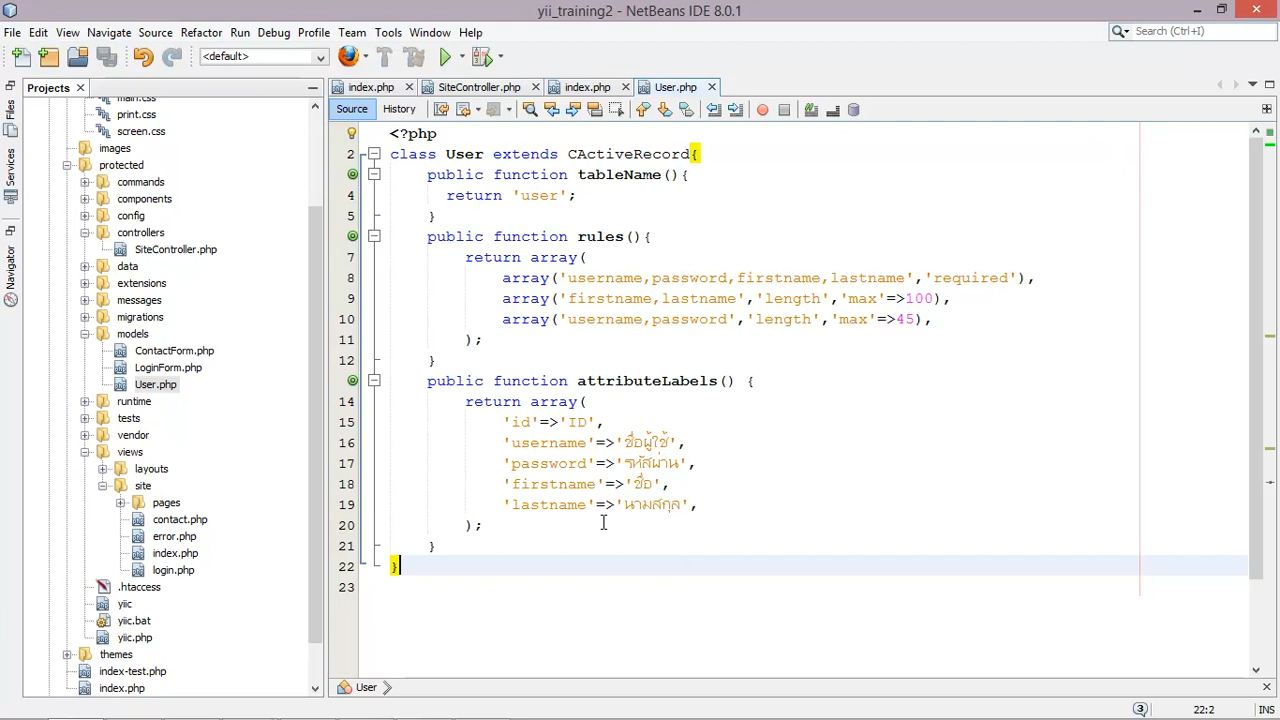 yii_training2 - NetBeans IDE 8.0.1
File Edit View Navigate Source Refactor Run Debug Profile Team Tools Window Help
Search (Ctrl+I)
<default>
Projects
index.php SiteController.php index.php User.php
Source History
Files
Services
Navigator
main.css
print.css
screen.css
images
protected
commands
components
config
controllers
SiteController.php
data
extensions
messages
migrations
models
ContactForm.php
LoginForm.php
User.php
runtime
tests
vendor
views
layouts
site
pages
contact.php
error.php
index.php
login.php
.htaccess
yiic
yiic.bat
yiic.php
themes
index-test.php
index.php
<?php
2 class User extends CActiveRecord{
public function tableName(){
4 return 'user';
5 }
public function rules(){
7 return array(
8 array('username,password,firstname,lastname','required'),
9 array('firstname,lastname','length','max'=>100),
10 array('username,password','length','max'=>45),
11 );
12 }
public function attributeLabels() {
14 return array(
15 'id'=>'ID',
16 'username'=>'ชื่อผู้ใช้',
17 'password'=>'รหัสผ่าน',
18 'firstname'=>'ชื่อ',
19 'lastname'=>'นามสกุล',
20 );
21 }
22 }
23
User
3 22:2 INS